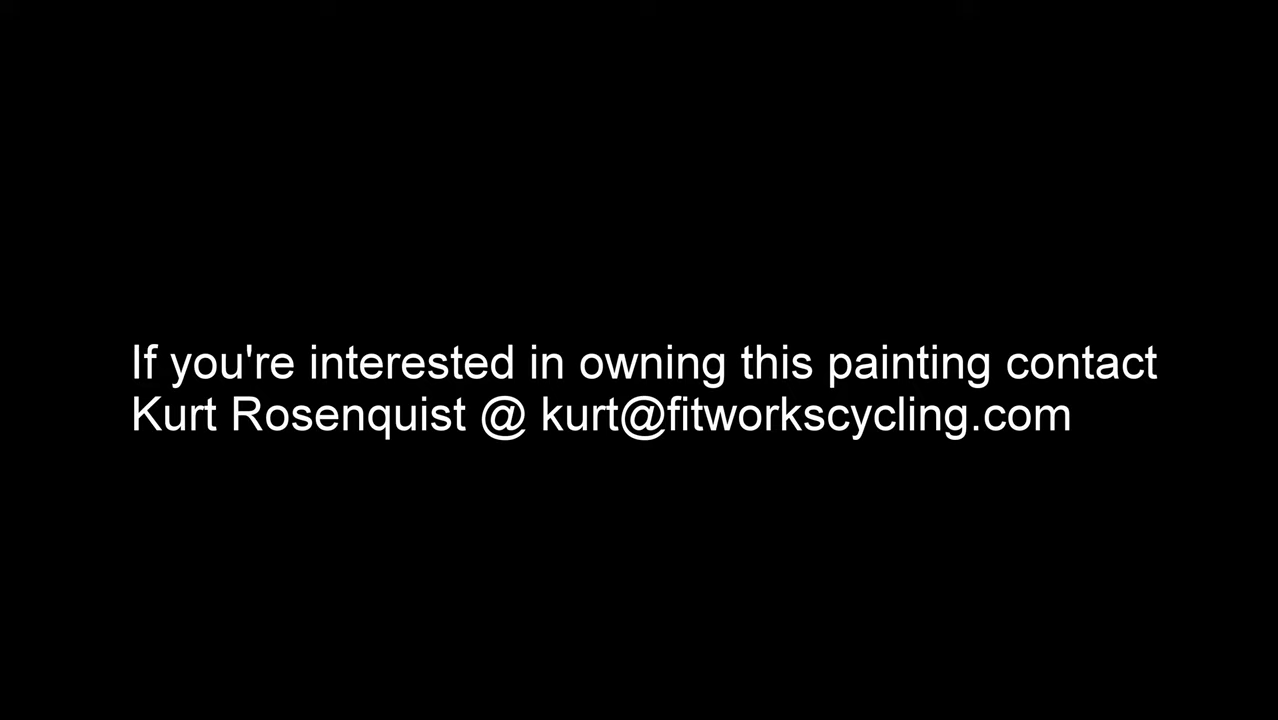 If you're interested in owning this painting contact
Kurt Rosenquist @ kurt@fitworkscycling.com